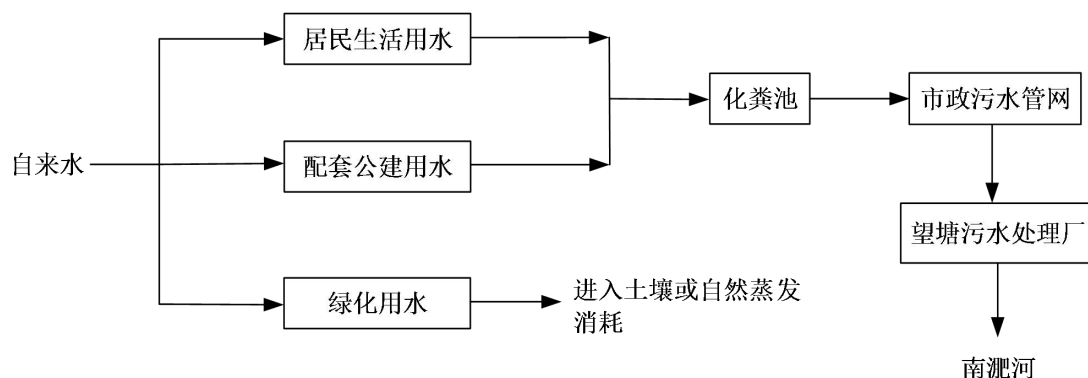 居民生活用水
化粪池
市政污水管网
自来水
配套公建用水
望塘污水处理厂
绿化用水
进入土壤或自然蒸发
消耗
南淝河